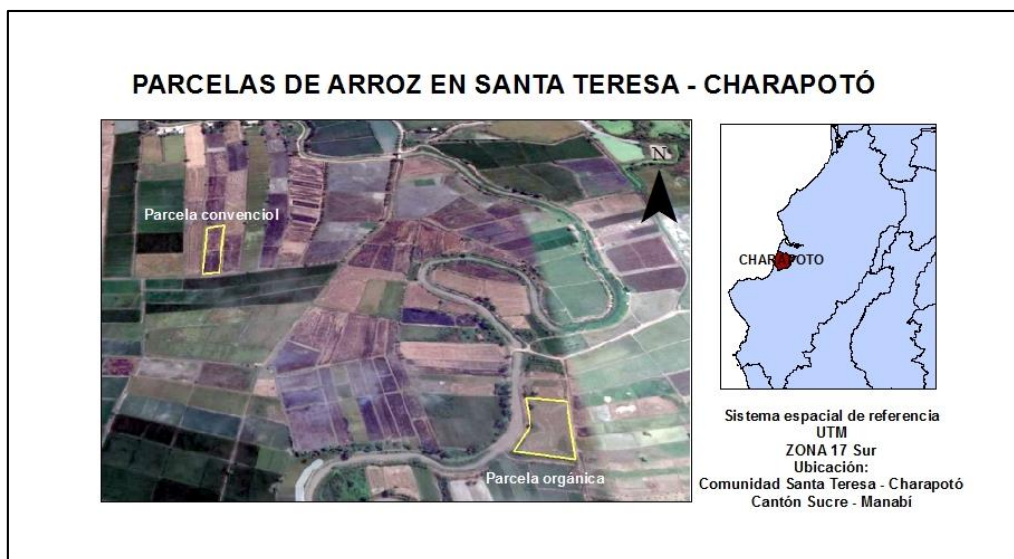 PARCELAS DE ARROZ EN SANTA TERESA - CHARAPOTÓ
N
Parcela convenciol
Parcela orgánica
CHARAPOTO
Sistema espacial de referencia
UTM
ZONA 17 Sur
Ubicación:
Comunidad Santa Teresa - Charapotó
Cantón Sucre - Manabí